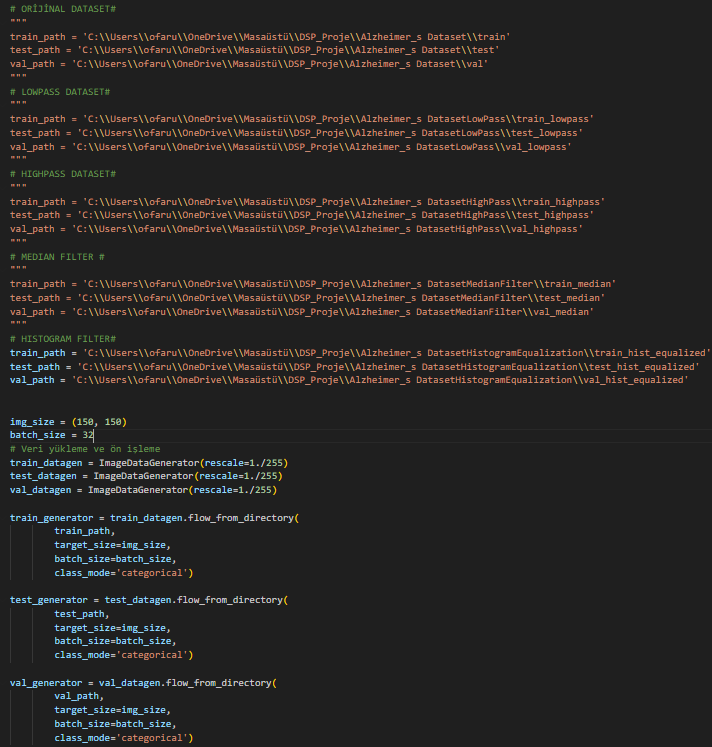 # ORİJİNAL DATASET#
"""
train_path = 'C:\\Users\\ofaru\\OneDrive\\Masaüstü\\DSP_Proje\\Alzheimer_s Dataset\\train'
test_path = 'C:\\Users\\ofaru\\OneDrive\\Masaüstü\\DSP_Proje\\Alzheimer_s Dataset\\test'
val_path = 'C:\\Users\\ofaru\\OneDrive\\Masaüstü\\DSP_Proje\\Alzheimer_s Dataset\\val'
"""
# LOWPASS DATASET#
"""
train_path = 'C:\\Users\\ofaru\\OneDrive\\Masaüstü\\DSP_Proje\\Alzheimer_s DatasetLowPass\\train_lowpass'
test_path = 'C:\\Users\\ofaru\\OneDrive\\Masaüstü\\DSP_Proje\\Alzheimer_s DatasetLowPass\\test_lowpass'
val_path = 'C:\\Users\\ofaru\\OneDrive\\Masaüstü\\DSP_Proje\\Alzheimer_s DatasetLowPass\\val_lowpass'
"""
# HIGHPASS DATASET#
"""
train_path = 'C:\\Users\\ofaru\\OneDrive\\Masaüstü\\DSP_Proje\\Alzheimer_s DatasetHighPass\\train_highpass'
test_path = 'C:\\Users\\ofaru\\OneDrive\\Masaüstü\\DSP_Proje\\Alzheimer_s DatasetHighPass\\test_highpass'
val_path = 'C:\\Users\\ofaru\\OneDrive\\Masaüstü\\DSP_Proje\\Alzheimer_s DatasetHighPass\\val_highpass'
"""
# MEDIAN FILTER #
"""
train_path = 'C:\\Users\\ofaru\\OneDrive\\Masaüstü\\DSP_Proje\\Alzheimer_s DatasetMedianFilter\\train_median'
test_path = 'C:\\Users\\ofaru\\OneDrive\\Masaüstü\\DSP_Proje\\Alzheimer_s DatasetMedianFilter\\test_median'
val_path = 'C:\\Users\\ofaru\\OneDrive\\Masaüstü\\DSP_Proje\\Alzheimer_s DatasetMedianFilter\\val_median'
"""
# HISTOGRAM FILTER#
train_path = 'C:\\Users\\ofaru\\OneDrive\\Masaüstü\\DSP_Proje\\Alzheimer_s DatasetHistogramEqualization\\train_hist_equalized'
test_path = 'C:\\Users\\ofaru\\OneDrive\\Masaüstü\\DSP_Proje\\Alzheimer_s DatasetHistogramEqualization\\test_hist_equalized'
val_path = 'C:\\Users\\ofaru\\OneDrive\\Masaüstü\\DSP_Proje\\Alzheimer_s DatasetHistogramEqualization\\val_hist_equalized'
img_size = (150, 150)
batch_size = 32
# Veri yükleme ve ön işleme
train_datagen = ImageDataGenerator(rescale=1./255)
test_datagen = ImageDataGenerator(rescale=1./255)
val_datagen = ImageDataGenerator(rescale=1./255)
train_generator = train_datagen.flow_from_directory(
train_path,
target_size=img_size,
batch_size=batch_size,
class_mode='categorical')
test_generator = test_datagen.flow_from_directory(
test_path,
target_size=img_size,
batch_size=batch_size,
class_mode='categorical')
val_generator = val_datagen.flow_from_directory(
val_path,
target_size=img_size,
batch_size=batch_size,
class_mode='categorical')